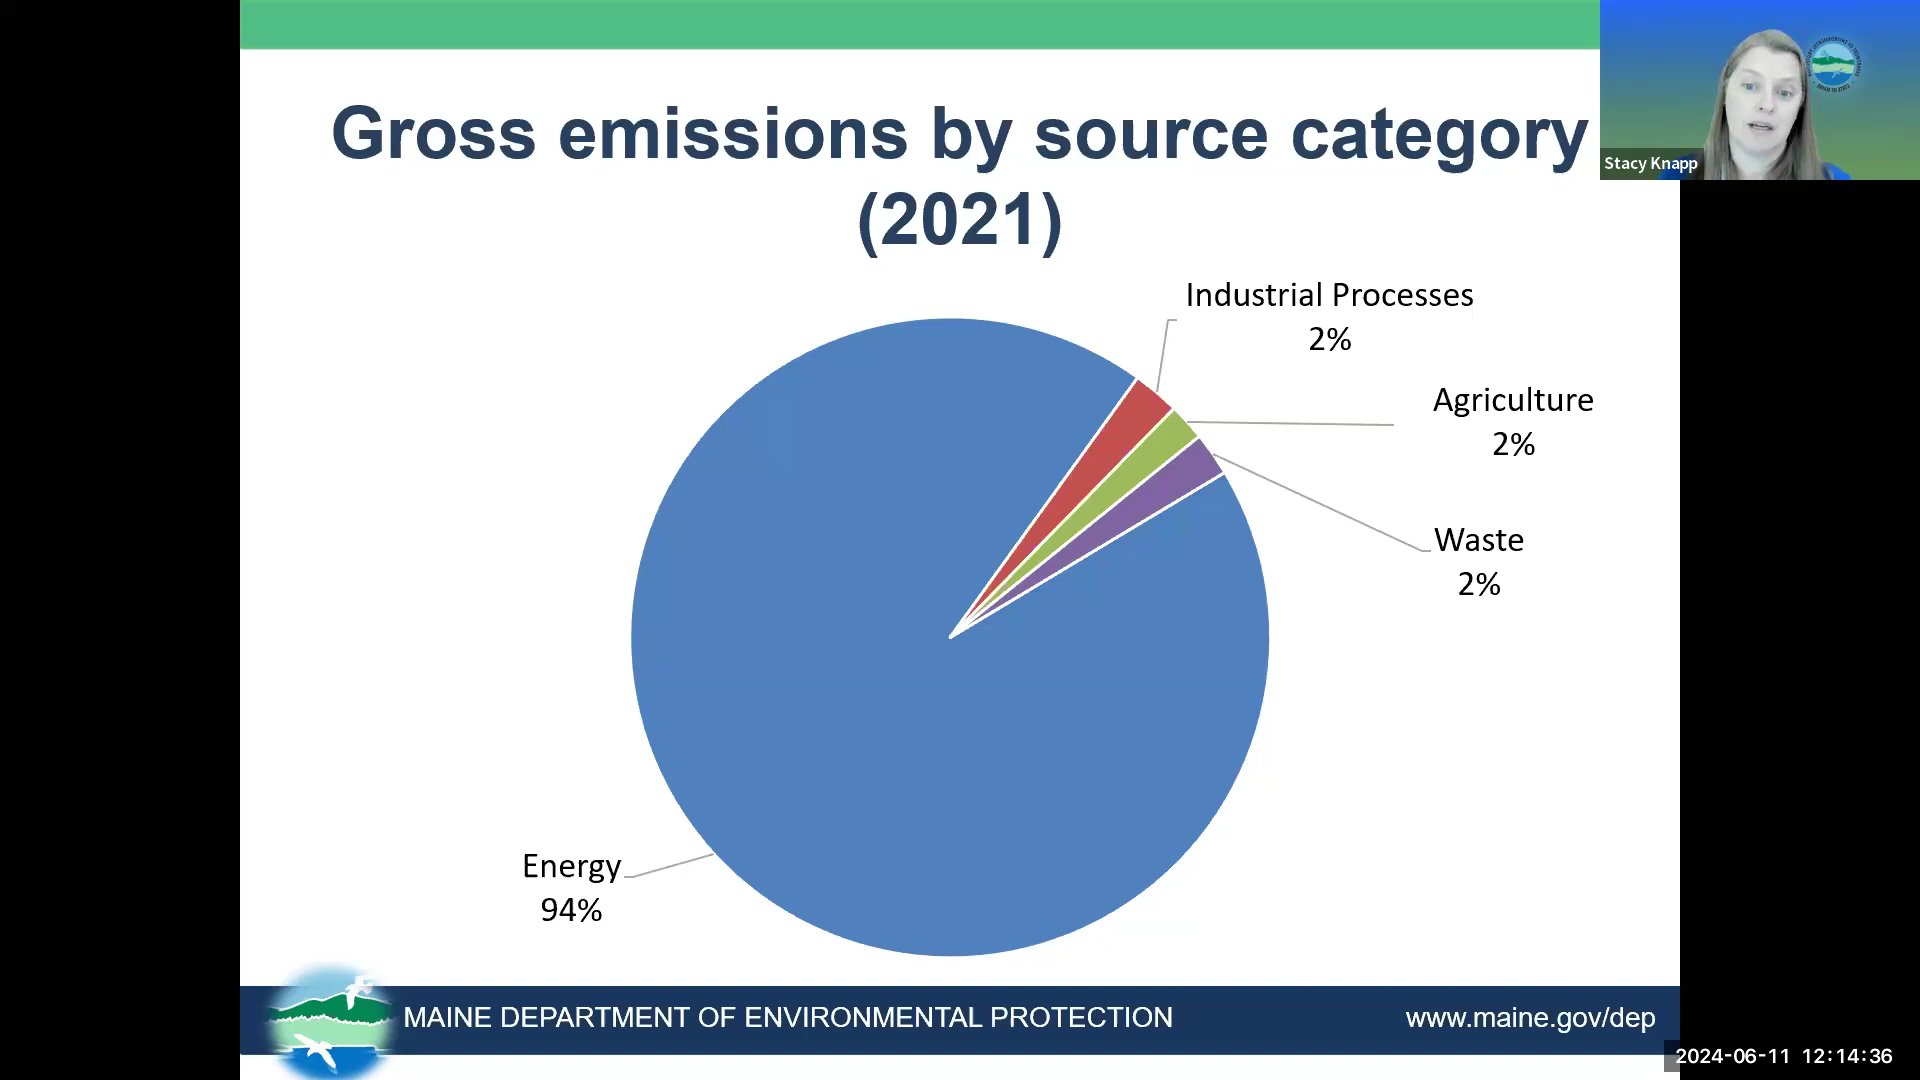 Gross emissions by source category
(2021)
Stacy Knapp
Industrial Processes
2%
Agriculture
2%
Waste
2%
Energy
94%
MAINE DEPARTMENT OF ENVIRONMENTAL PROTECTION
www.maine.gov/dep
2024-06-11 12:14:36